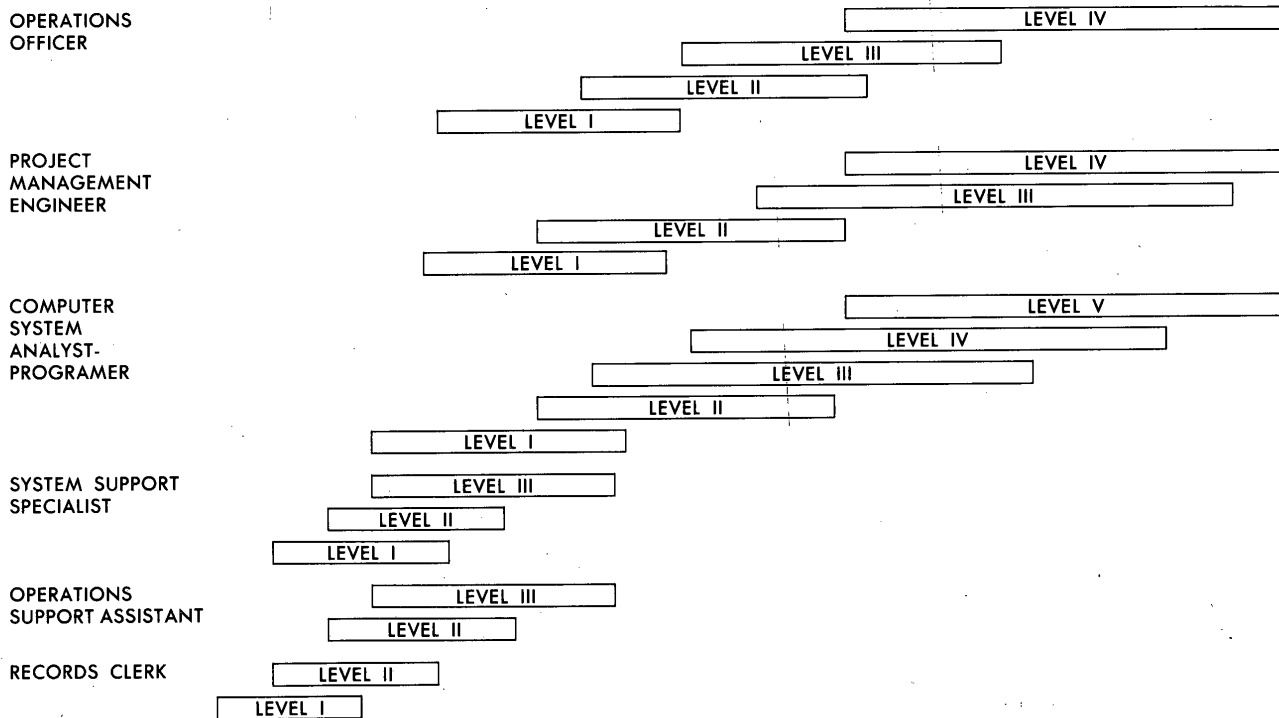 OPERATIONS
OFFICER
LEVEL IV
LEVEL III
LEVEL II
LEVEL I
PROJECT
MANAGEMENT
ENGINEER
LEVEL IV
LEVEL III
LEVEL II
LEVEL I
COMPUTER
SYSTEM
ANALYST-
PROGRAMER
LEVEL V
LEVEL IV
LEVEL III
LEVEL II
LEVEL I
SYSTEM SUPPORT
SPECIALIST
LEVEL III
LEVEL II
LEVEL I
OPERATIONS
SUPPORT ASSISTANT
LEVEL III
LEVEL II
RECORDS CLERK
LEVEL II
LEVEL I